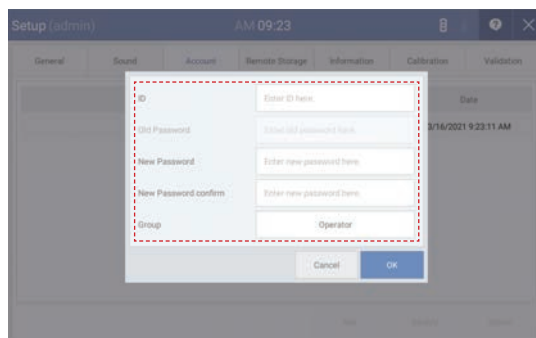 Setup (admin) AM 09:23
General Sound Account Remote Storage Information Calibration Validation
Date
3/16/2021 9:23:11 AM
ID Enter ID here.
Old Password Enter old password here.
New Password Enter new password here.
New Password confirm Enter new password here.
Group Operator
Cancel OK